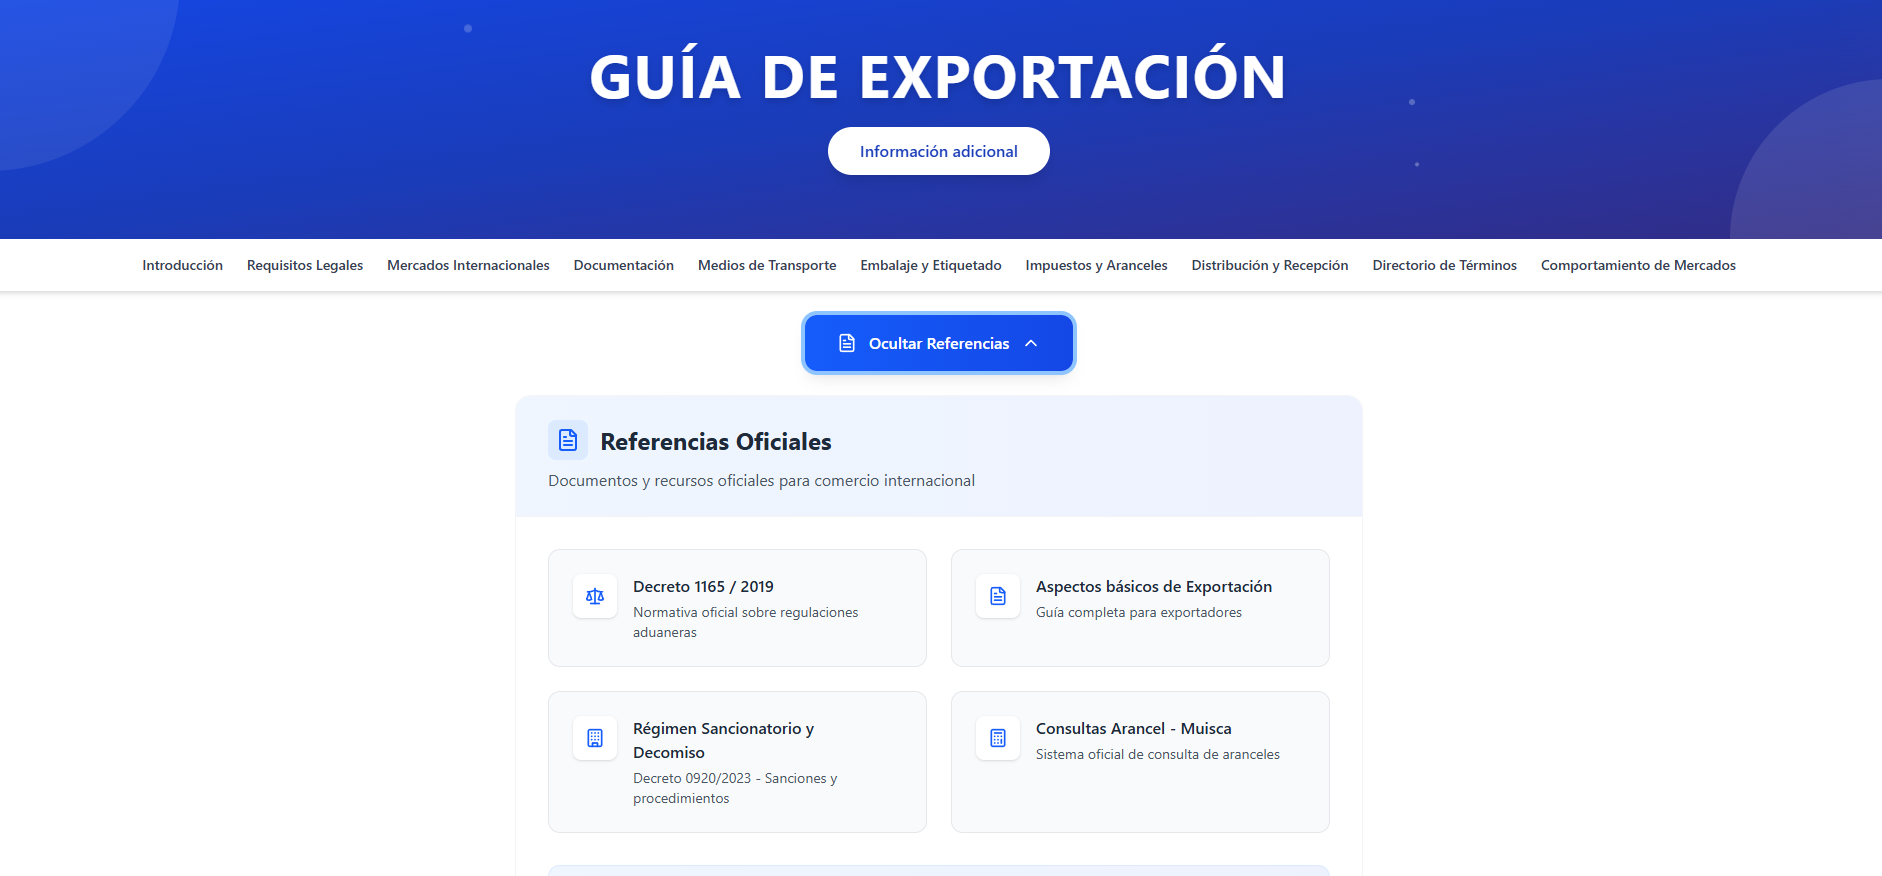 GUÍA DE EXPORTACIÓN
Información adicional
Introducción
Requisitos Legales
Mercados Internacionales
Documentación
Medios de Transporte
Embalaje y Etiquetado
Impuestos y Aranceles
Distribución y Recepción
Directorio de Términos
Comportamiento de Mercados
Ocultar Referencias
Referencias Oficiales
Documentos y recursos oficiales para comercio internacional
Decreto 1165 / 2019
Normativa oficial sobre regulaciones
aduaneras
Aspectos básicos de Exportación
Guía completa para exportadores
Régimen Sancionatorio y
Decomiso
Decreto 0920/2023 - Sanciones y
procedimientos
Consultas Arancel - Muisca
Sistema oficial de consulta de aranceles